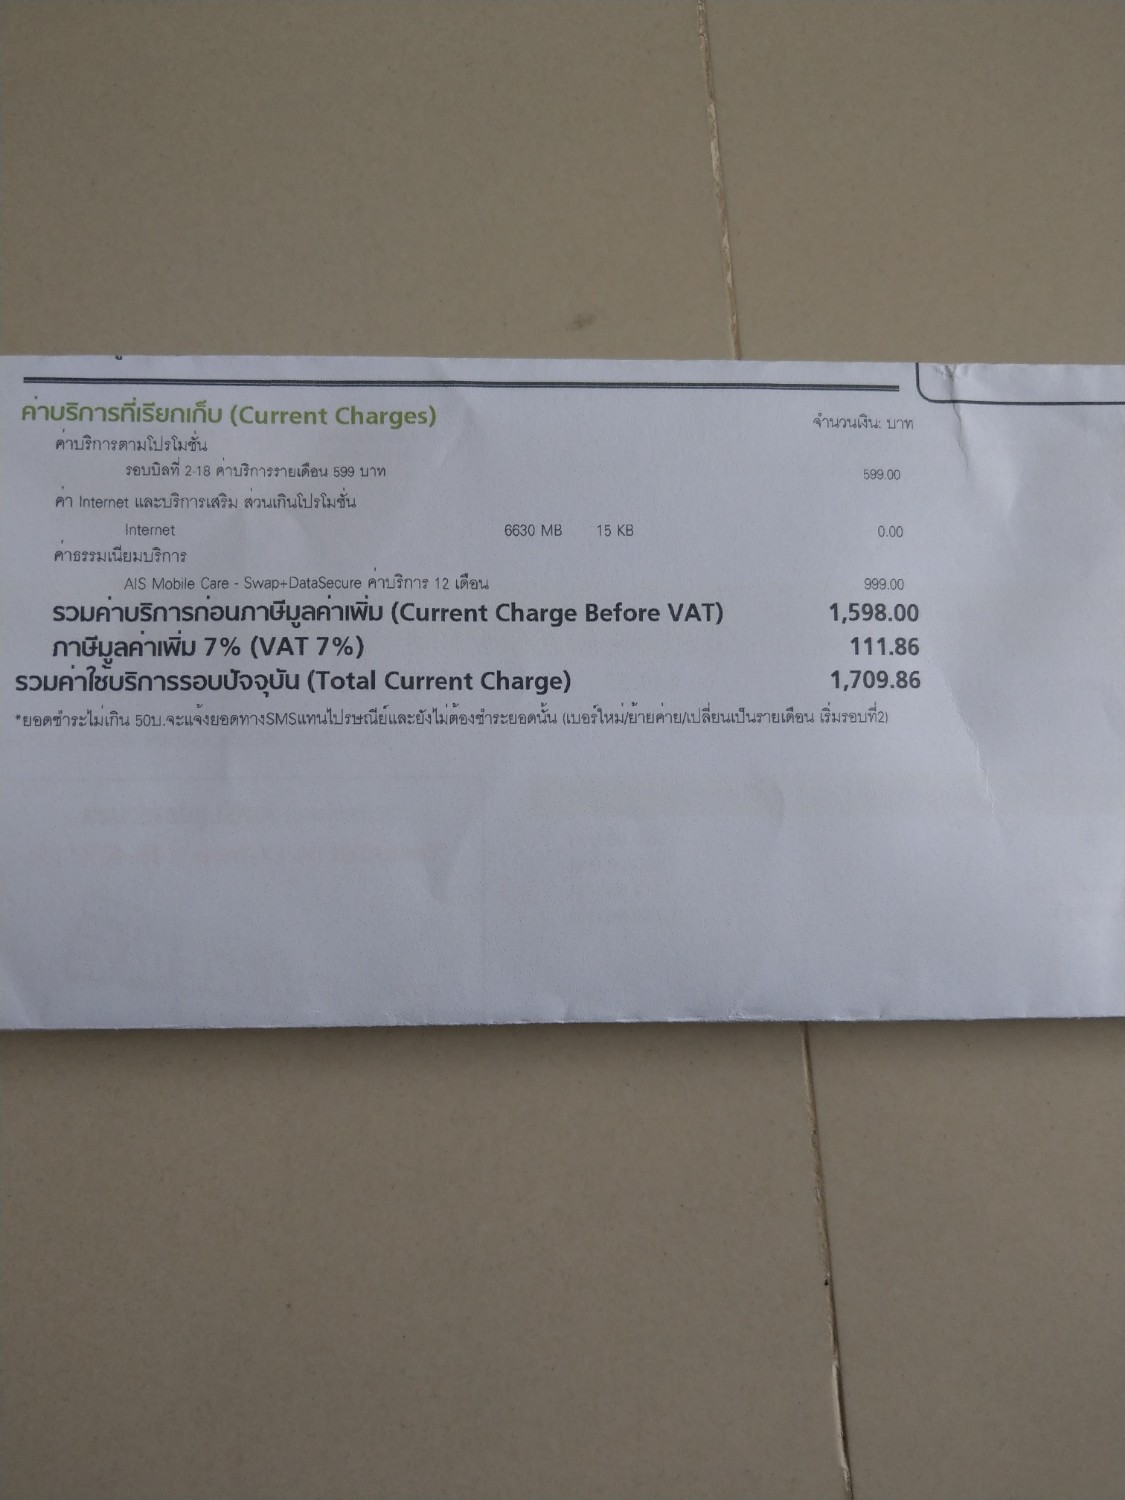 ค่าบริการที่เรียกเก็บ (Current Charges) จำนวนเงิน: บาท
ค่าบริการตามโปรโมชั่น
รอบบิลที่ 2-18 ค่าบริการรายเดือน 599 บาท 599.00
ค่า Internet และบริการเสริม ส่วนเกินโปรโมชั่น
Internet 6630 MB 15 KB 0.00
ค่าธรรมเนียมบริการ
AIS Mobile Care - Swap+DataSecure ค่าบริการ 12 เดือน 999.00
รวมค่าบริการก่อนภาษีมูลค่าเพิ่ม (Current Charge Before VAT) 1,598.00
ภาษีมูลค่าเพิ่ม 7% (VAT 7%) 111.86
รวมค่าใช้บริการรอบปัจจุบัน (Total Current Charge) 1,709.86
*ยอดชำระไม่เกิน 50บ.จะแจ้งยอดทางSMSแทนไปรษณีย์และยังไม่ต้องชำระยอดนั้น (เบอร์ใหม่/ย้ายค่าย/เปลี่ยนเป็นรายเดือน เริ่มรอบที่2)